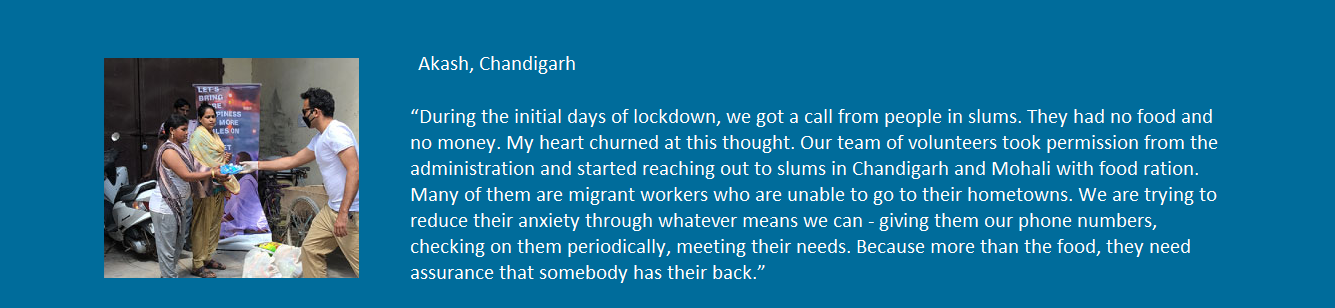 Akash, Chandigarh
“During the initial days of lockdown, we got a call from people in slums. They had no food and
no money. My heart churned at this thought. Our team of volunteers took permission from the
administration and started reaching out to slums in Chandigarh and Mohali with food ration.
Many of them are migrant workers who are unable to go to their hometowns. We are trying to
reduce their anxiety through whatever means we can - giving them our phone numbers,
checking on them periodically, meeting their needs. Because more than the food, they need
assurance that somebody has their back.”
LET'S
BRING
MORE